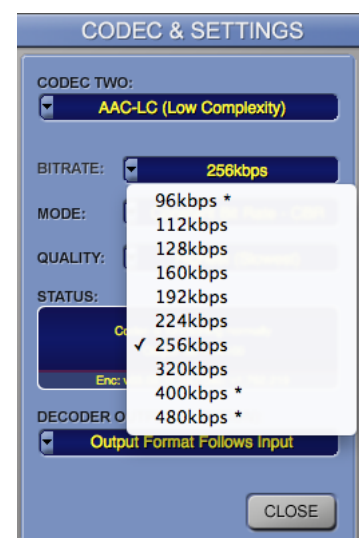 CODEC & SETTINGS
CODEC TWO:
AAC-LC (Low Complexity)
BITRATE:
256kbps
96kbps *
112kbps
128kbps
160kbps
192kbps
224kbps
✓ 256kbps
320kbps
400kbps *
480kbps *
MODE:
QUALITY:
STATUS:
Enc:
DECODER
Output Format Follows Input
CLOSE